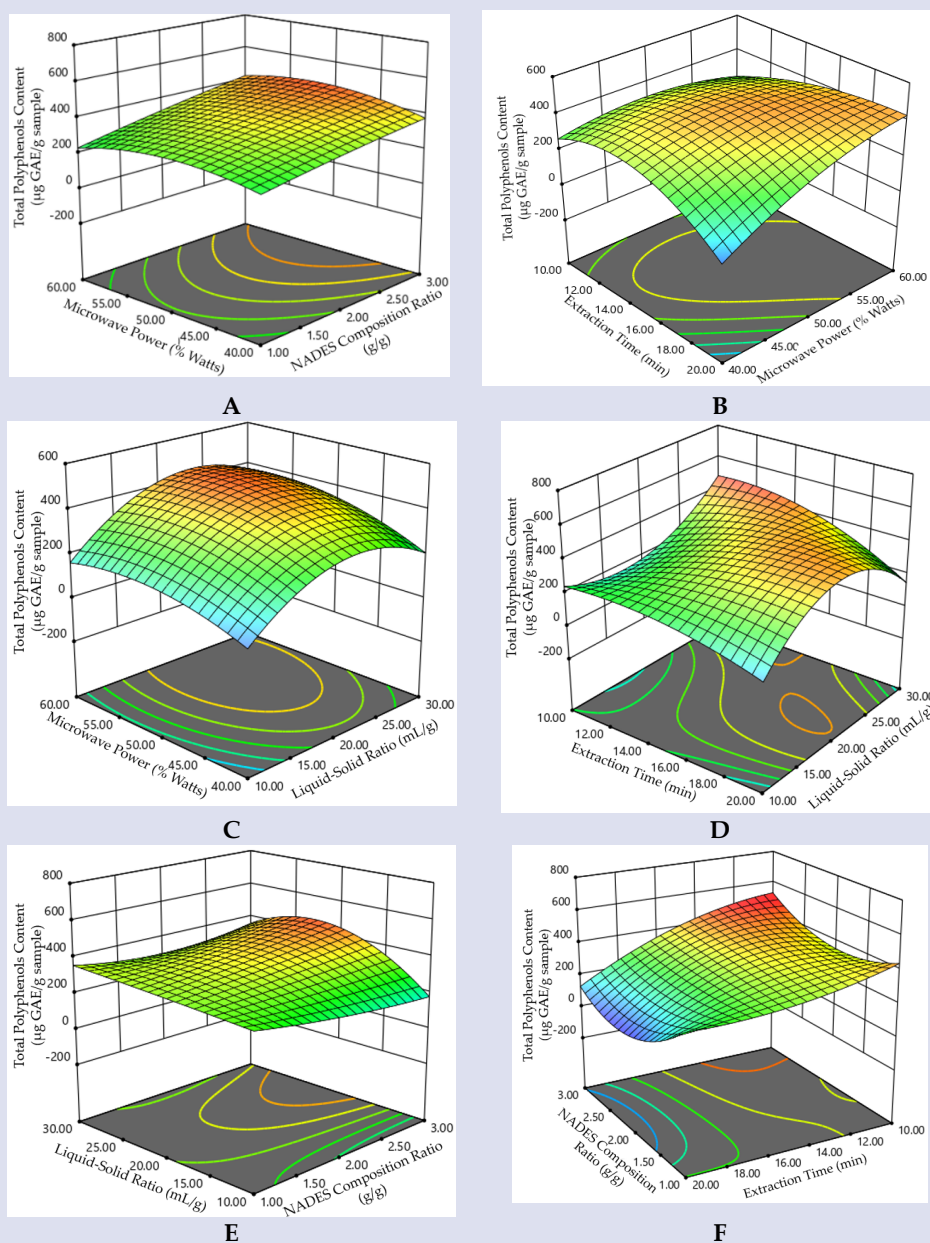 800
600
400
200
0
-200
Total Polyphenols Content
(µg GAE/g sample)
60.00
55.00
50.00
45.00
40.00
Microwave Power (% Watts)
1.00
1.50
2.00
2.50
3.00
NADES Composition Ratio
(g/g)
A
600
400
200
0
-200
Total Polyphenols Content
(µg GAE/g sample)
10.00
12.00
14.00
16.00
18.00
20.00
Extraction Time (min)
40.00
45.00
50.00
55.00
60.00
Microwave Power (% Watts)
B
600
400
200
0
-200
Total Polyphenols Content
(µg GAE/g sample)
60.00
55.00
50.00
45.00
40.00
Microwave Power (% Watts)
10.00
15.00
20.00
25.00
30.00
Liquid-Solid Ratio (mL/g)
C
800
600
400
200
0
-200
Total Polyphenols Content
(µg GAE/g sample)
10.00
12.00
14.00
16.00
18.00
20.00
Extraction Time (min)
10.00
15.00
20.00
25.00
30.00
Liquid-Solid Ratio (mL/g)
D
800
600
400
200
0
-200
Total Polyphenols Content
(µg GAE/g sample)
30.00
25.00
20.00
15.00
10.00
Liquid-Solid Ratio (mL/g)
1.00
1.50
2.00
2.50
3.00
NADES Composition Ratio
(g/g)
E
800
600
400
200
0
-200
Total Polyphenols Content
(µg GAE/g sample)
3.00
2.50
2.00
1.50
1.00
NADES Composition
Ratio (g/g)
20.00
18.00
16.00
14.00
12.00
10.00
Extraction Time (min)
F